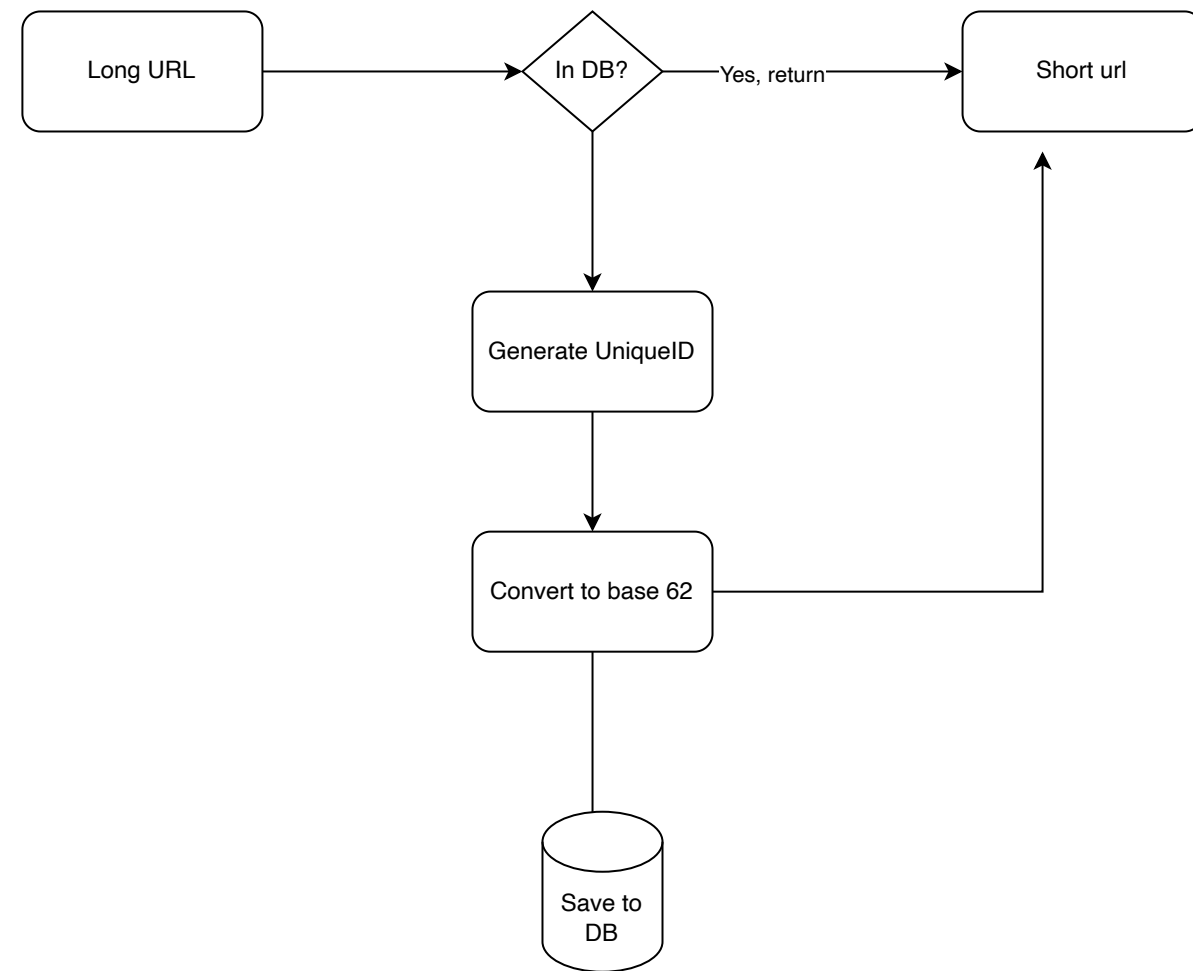 Long URL
In DB?
Yes, return
Short url
Generate UniqueID
Convert to base 62
Save to
DB